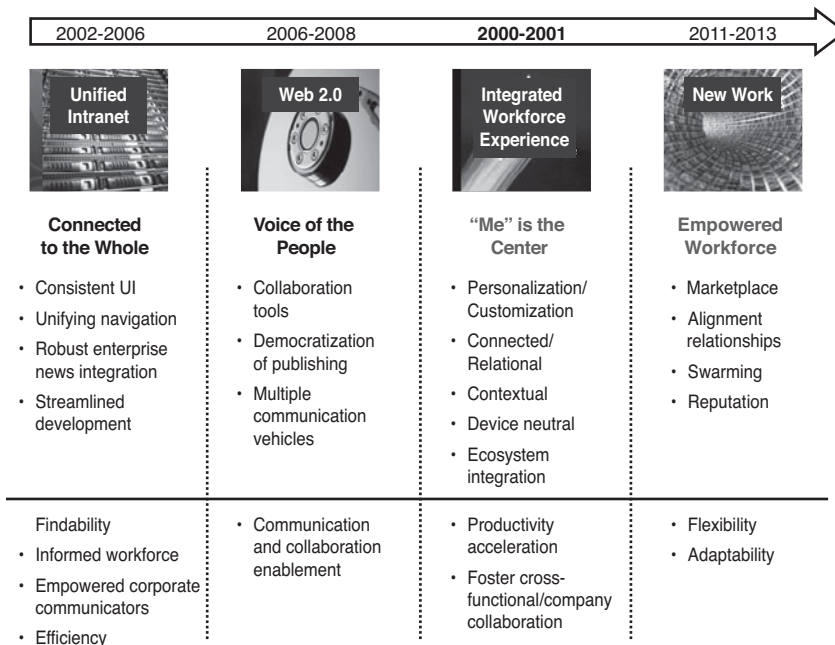 2002-2006
2006-2008
2000-2001
2011-2013
Unified
Intranet
Web 2.0
Integrated
Workforce
Experience
New Work
Connected
to the Whole
• Consistent UI
• Unifying navigation
• Robust enterprise
news integration
• Streamlined
development
Voice of the
People
• Collaboration
tools
• Democratization
of publishing
• Multiple
communication
vehicles
“Me” is the
Center
• Personalization/
Customization
• Connected/
Relational
• Contextual
• Device neutral
• Ecosystem
integration
Empowered
Workforce
• Marketplace
• Alignment
relationships
• Swarming
• Reputation
Findability
• Informed workforce
• Empowered corporate
communicators
• Efficiency
• Communication
and collaboration
enablement
• Productivity
acceleration
• Foster cross-
functional/company
collaboration
• Flexibility
• Adaptability